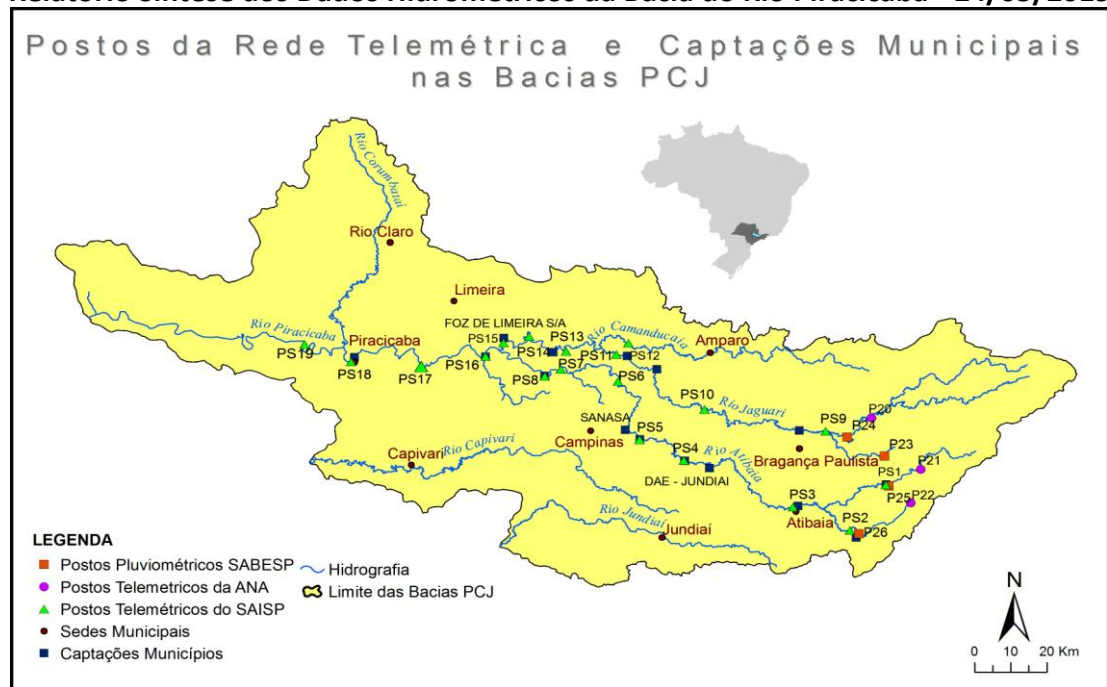 Relatório Síntese dos Dados Hidrométricos da Bacia do Rio Piracicaba
Postos da Rede Telemétrica e Captações Municipais
nas Bacias PCJ
Rio Corumbataí
Rio Claro
Limeira
FOZ DE LIMEIRA S/A
Rio Camanducaia
Rio Piracicaba
Piracicaba
PS15
PS13
PS14
PS11
PS12
Amparo
PS19
PS18
PS17
PS16
PS8
PS7
PS6
PS10
Rio Jaguari
PS9
P20
P24
SANASA
PS5
Campinas
Rio Capivari
Capivari
PS4
Rio Atibaia
Bragança Paulista
P23
P21
DAE - JUNDIAI
PS1
P25
P22
PS3
Atibaia
PS2
P26
Rio Jundiaí
Jundiaí
LEGENDA
Postos Pluviométricos SABESP
Hidrografia
Postos Telemetricos da ANA
Limite das Bacias PCJ
Postos Telemétricos do SAISP
Sedes Municipais
Captações Municípios
N
0 10 20 Km